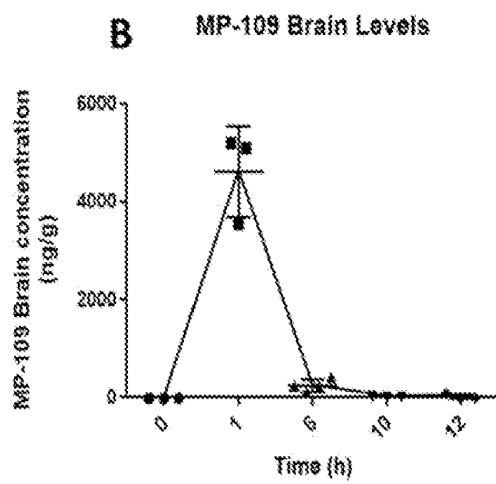 B
MP-109 Brain Levels
MP-109 Brain concentration
(ng/g)
6000
4000
2000
0
0
1
6
10
12
Time (h)